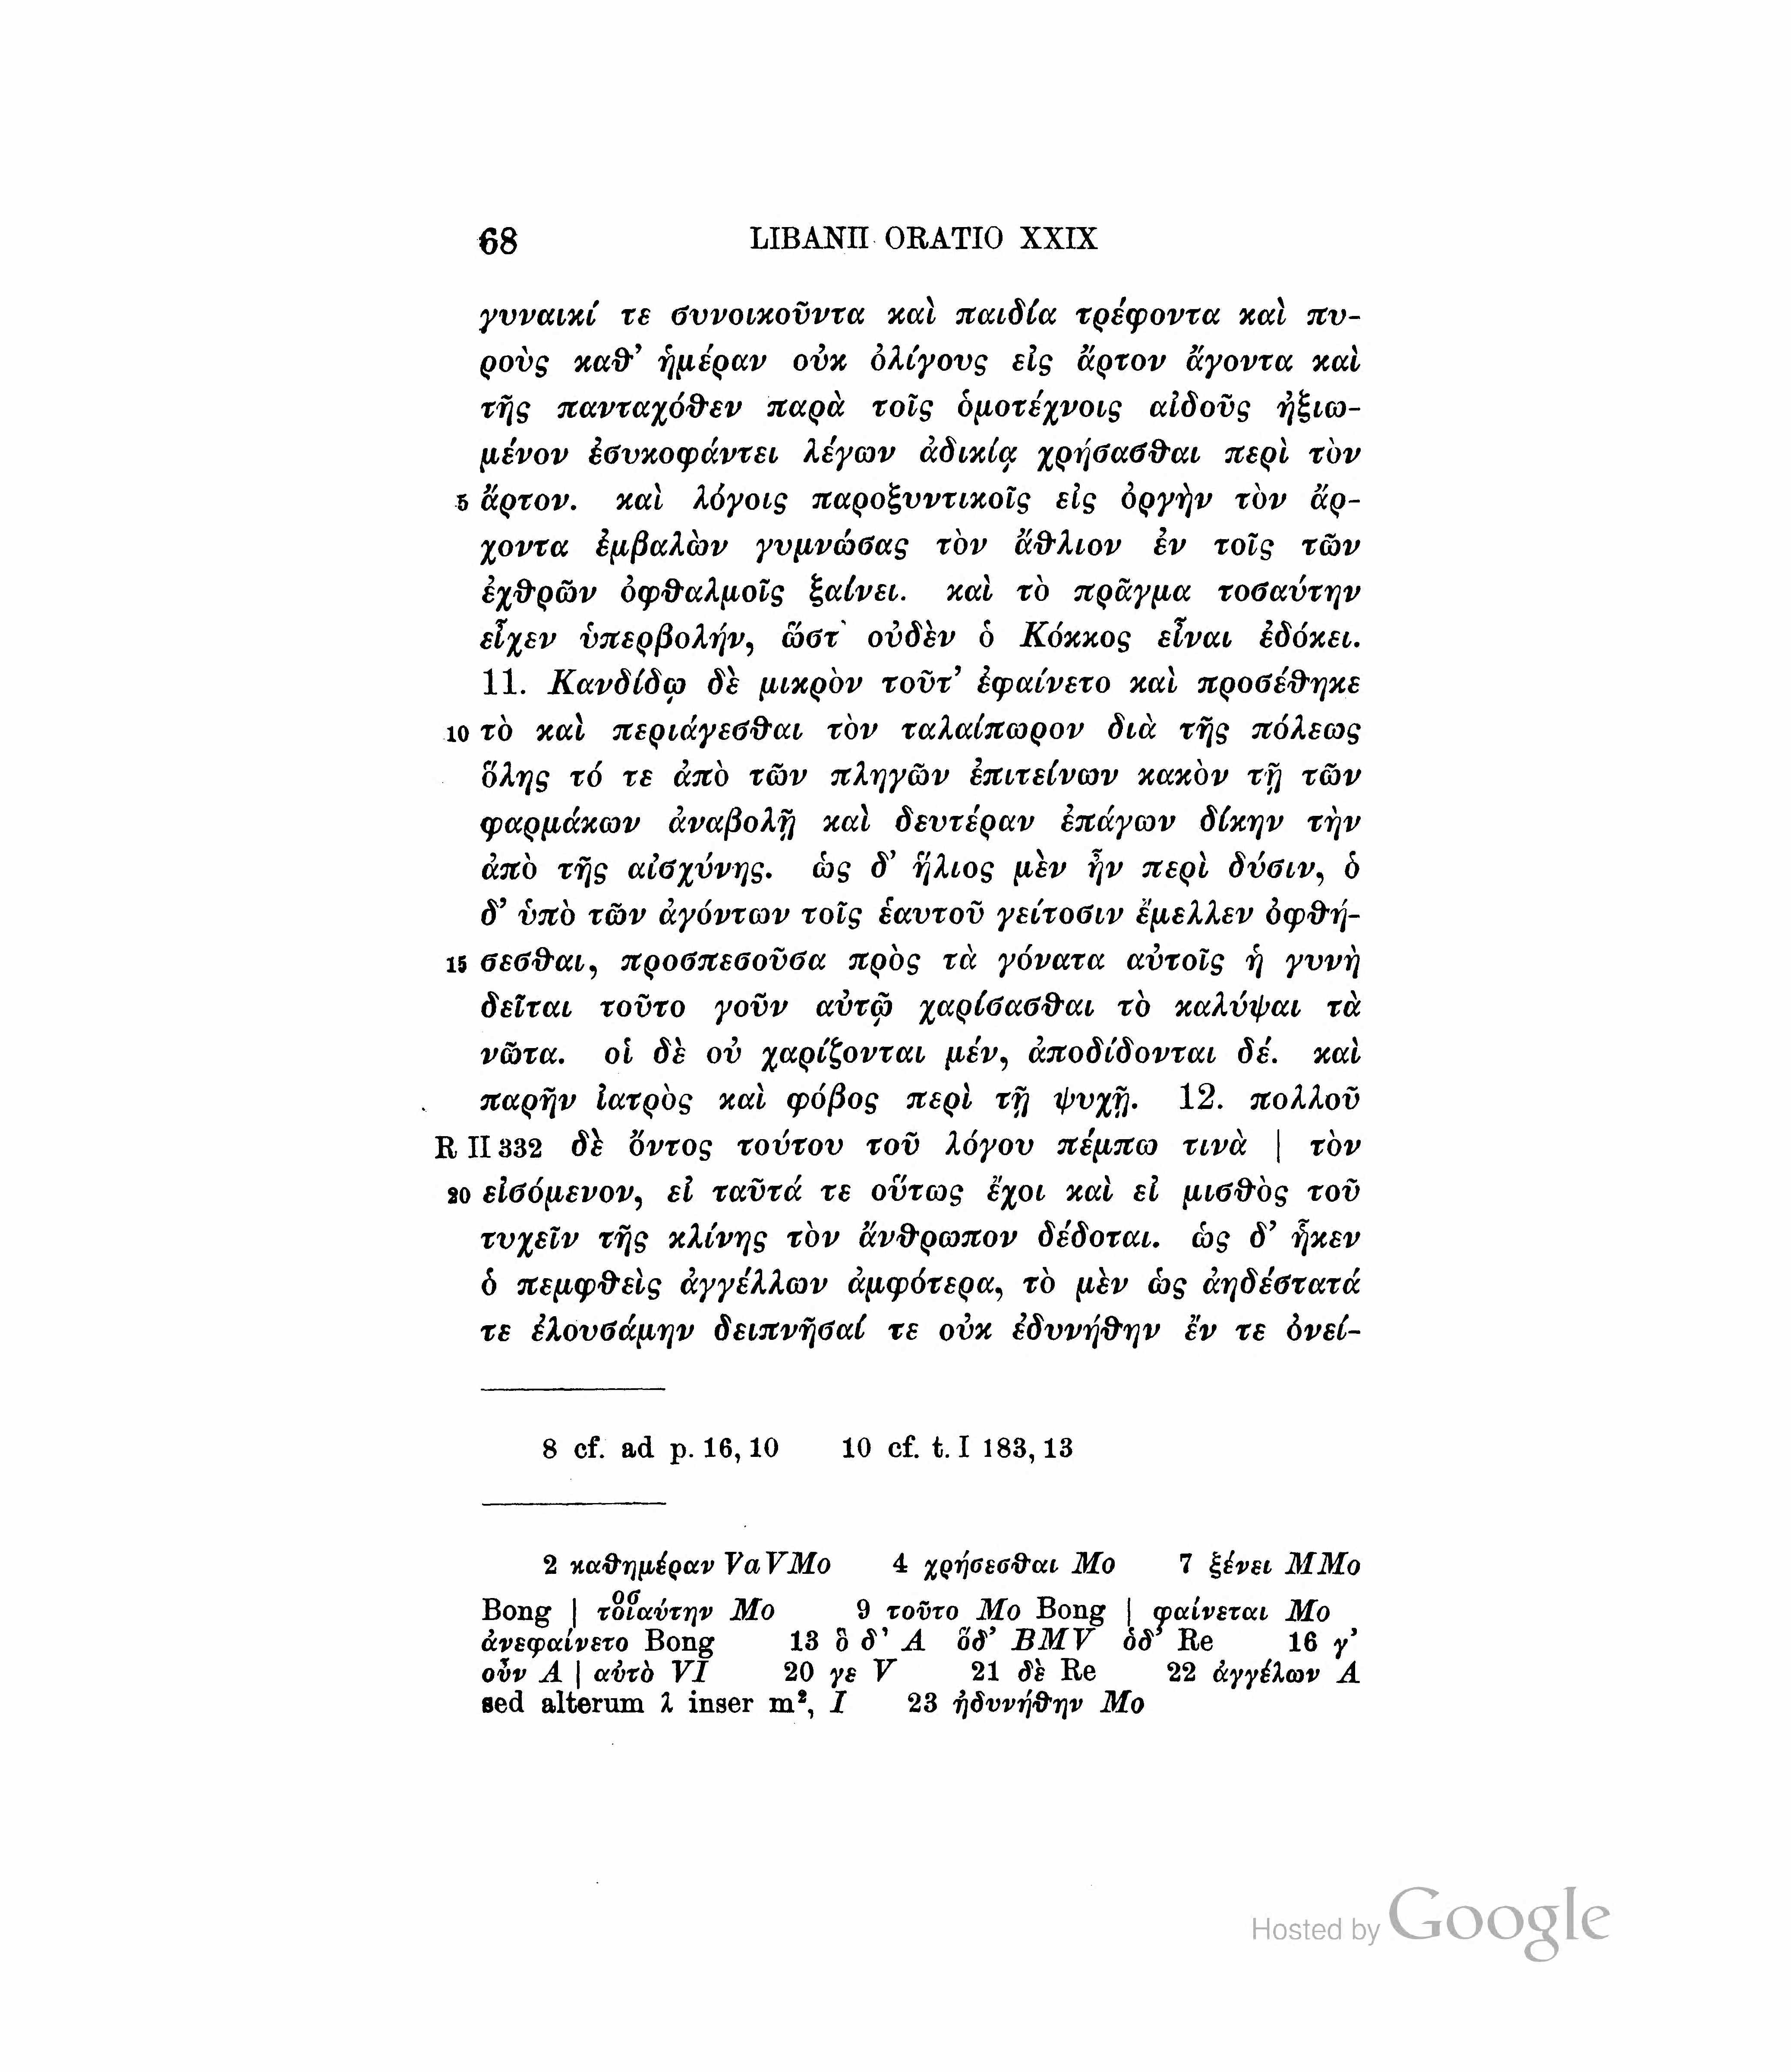 68 LIBANII ORATIO XXIX
γυναικί τε συνοικοῦντα καὶ παιδία τρέφοντα καὶ πυ-
ροὺς καθ’ ἡμέραν οὐκ ὀλίγους εἰς ἄρτον ἄγοντα καὶ
τῆς πανταχόθεν παρὰ τοῖς ὁμοτέχνοις αἰδοῦς ἠξιω-
μένον ἐσυκοφάντει λέγων ἀδικίᾳ χρήσασθαι περὶ τὸν
5 ἄρτον. καὶ λόγοις παροξυντικοῖς εἰς ὀργὴν τὸν ἄρ-
χοντα ἐμβαλὼν γυμνώσας τὸν ἄθλιον ἐν τοῖς τῶν
ἐχθρῶν ὀφθαλμοῖς ξαίνει. καὶ τὸ πρᾶγμα τοσαύτην
εἶχεν ὑπερβολήν, ὥστ’ οὐδὲν ὁ Κόκκος εἶναι ἐδόκει.
11. Κανδίδῳ δὲ μικρὸν τοῦτ’ ἐφαίνετο καὶ προσέθηκε
10 τὸ καὶ περιάγεσθαι τὸν ταλαίπωρον διὰ τῆς πόλεως
ὅλης τό τε ἀπὸ τῶν πληγῶν ἐπιτείνων κακὸν τῇ τῶν
φαρμάκων ἀναβολῇ καὶ δευτέραν ἐπάγων δίκην τὴν
ἀπὸ τῆς αἰσχύνης. ὡς δ’ ἥλιος μὲν ἦν περὶ δύσιν, ὁ
δ’ ὑπὸ τῶν ἀγόντων τοῖς ἑαυτοῦ γείτοσιν ἔμελλεν ὀφθή-
15 σεσθαι, προσπεσοῦσα πρὸς τὰ γόνατα αὐτοῖς ἡ γυνὴ
δεῖται τοῦτο γοῦν αὐτῷ χαρίσασθαι τὸ καλύψαι τὰ
νῶτα. οἱ δὲ οὐ χαρίζονται μέν, ἀποδίδονται δέ. καὶ
παρῆν ἰατρὸς καὶ φόβος περὶ τῇ ψυχῇ. 12. πολλοῦ
R II 332 δὲ ὄντος τούτου τοῦ λόγου πέμπω τινὰ | τὸν
20 εἰσόμενον, εἰ ταῦτά τε οὕτως ἔχοι καὶ εἰ μισθὸς τοῦ
τυχεῖν τῆς κλίνης τὸν ἄνθρωπον δέδοται. ὡς δ’ ἧκεν
ὁ πεμφθεὶς ἀγγέλλων ἀμφότερα, τὸ μὲν ὡς ἀηδέστατά
τε ἐλουσάμην δειπνῆσαί τε οὐκ ἐδυνήθην ἔν τε ὀνεί-
8 cf. ad p. 16, 10 10 cf. t. I 183, 13
2 καθημέραν Va V Mo 4 χρήσεσθαι Mo 7 ξένει M Mo
Bong | τοσοιαύτην Mo 9 τοῦτο Mo Bong | φαίνεται Mo
ἀνεφαίνετο Bong 13 ὃ δ’ A ὅδ’ BMV ὁδ’ Re 16 γ’
οὖν A | αὐτὸ VI 20 γε V 21 δὲ Re 22 ἀγγέλων A
sed alterum λ inser m², I 23 ἠδυνήθην Mo
Hosted by Google